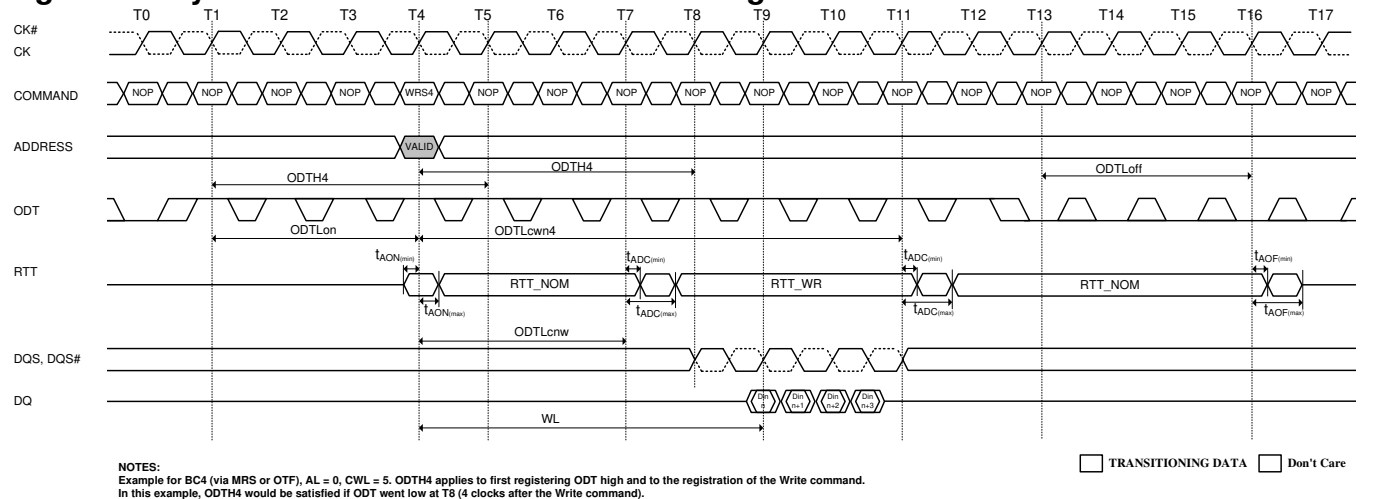 T0 T1 T2 T3 T4 T5 T6 T7 T8 T9 T10 T11 T12 T13 T14 T15 T16 T17
CK#
CK
COMMAND NOP NOP NOP NOP WRS4 NOP NOP NOP NOP NOP NOP NOP NOP NOP NOP NOP NOP NOP
ADDRESS VALID
ODTH4 ODTH4 ODTLoff
ODT
ODTLon ODTLcwn4
tAON(min) tADC(min) tADC(min) tAOF(min)
RTT RTT_NOM RTT_WR RTT_NOM
tAON(max) tADC(max) tADC(max) tAOF(max)
ODTLcnw
DQS, DQS#
DQ Din n Din n+1 Din n+2 Din n+3
WL
TRANSITIONING DATA Don't Care
NOTES:
Example for BC4 (via MRS or OTF), AL = 0, CWL = 5. ODTH4 applies to first registering ODT high and to the registration of the Write command.
In this example, ODTH4 would be satisfied if ODT went low at T8 (4 clocks after the Write command).